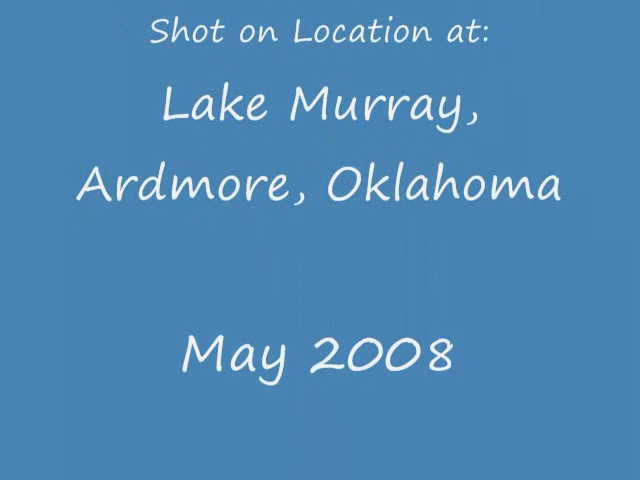 Shot on Location at:
Lake Murray,
Ardmore, Oklahoma
May 2008